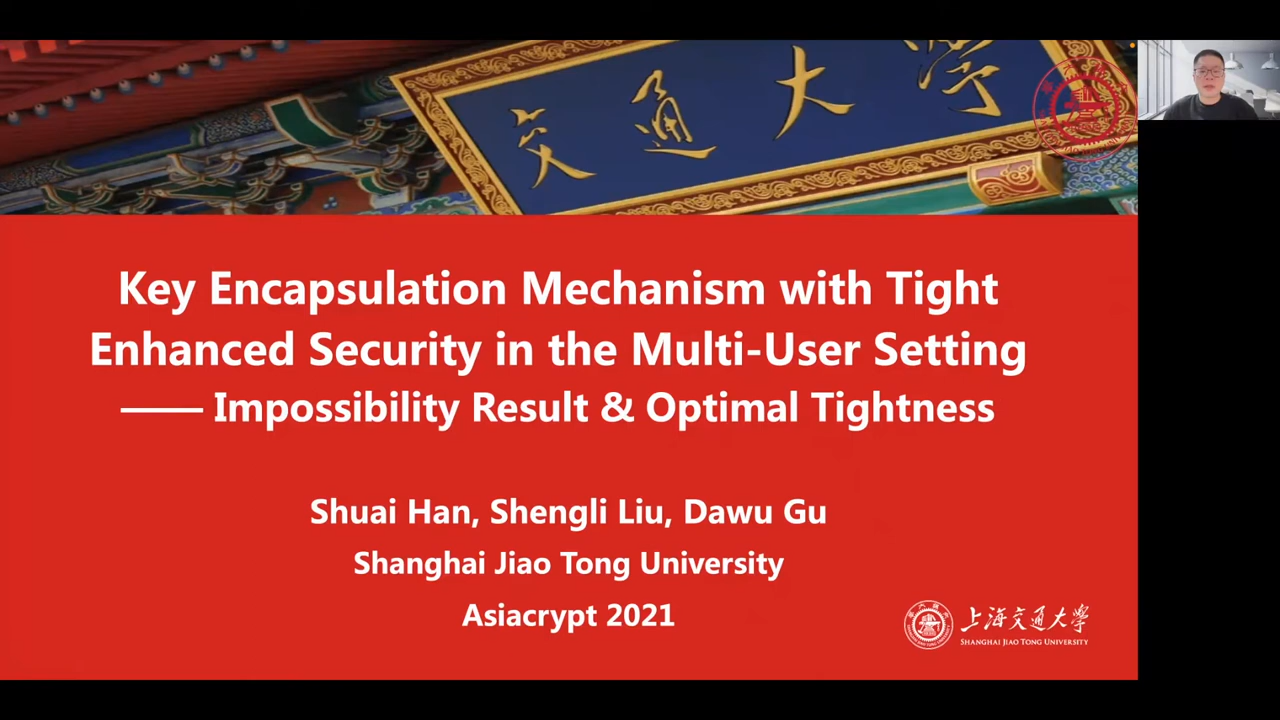 交通大學
Key Encapsulation Mechanism with Tight
Enhanced Security in the Multi-User Setting
—— Impossibility Result & Optimal Tightness
Shuai Han, Shengli Liu, Dawu Gu
Shanghai Jiao Tong University
Asiacrypt 2021
上海交通大学
SHANGHAI JIAO TONG UNIVERSITY